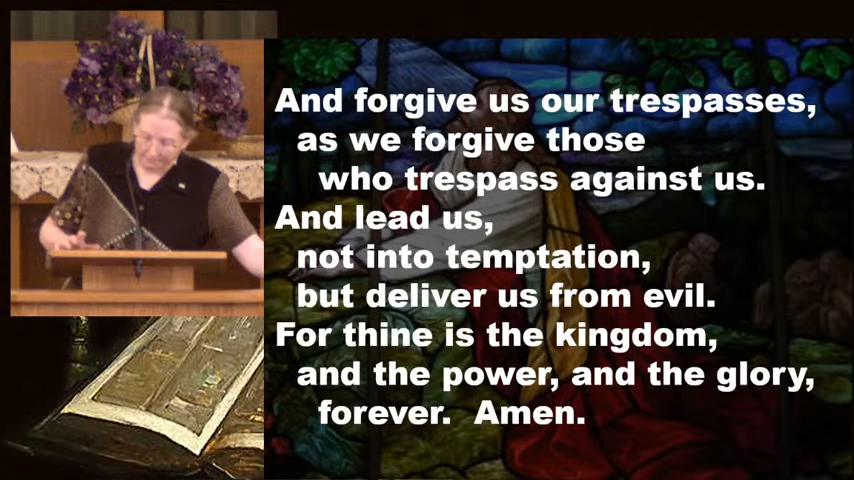 And forgive us our trespasses,
as we forgive those
who trespass against us.
And lead us,
not into temptation,
but deliver us from evil.
For thine is the kingdom,
and the power, and the glory,
forever. Amen.